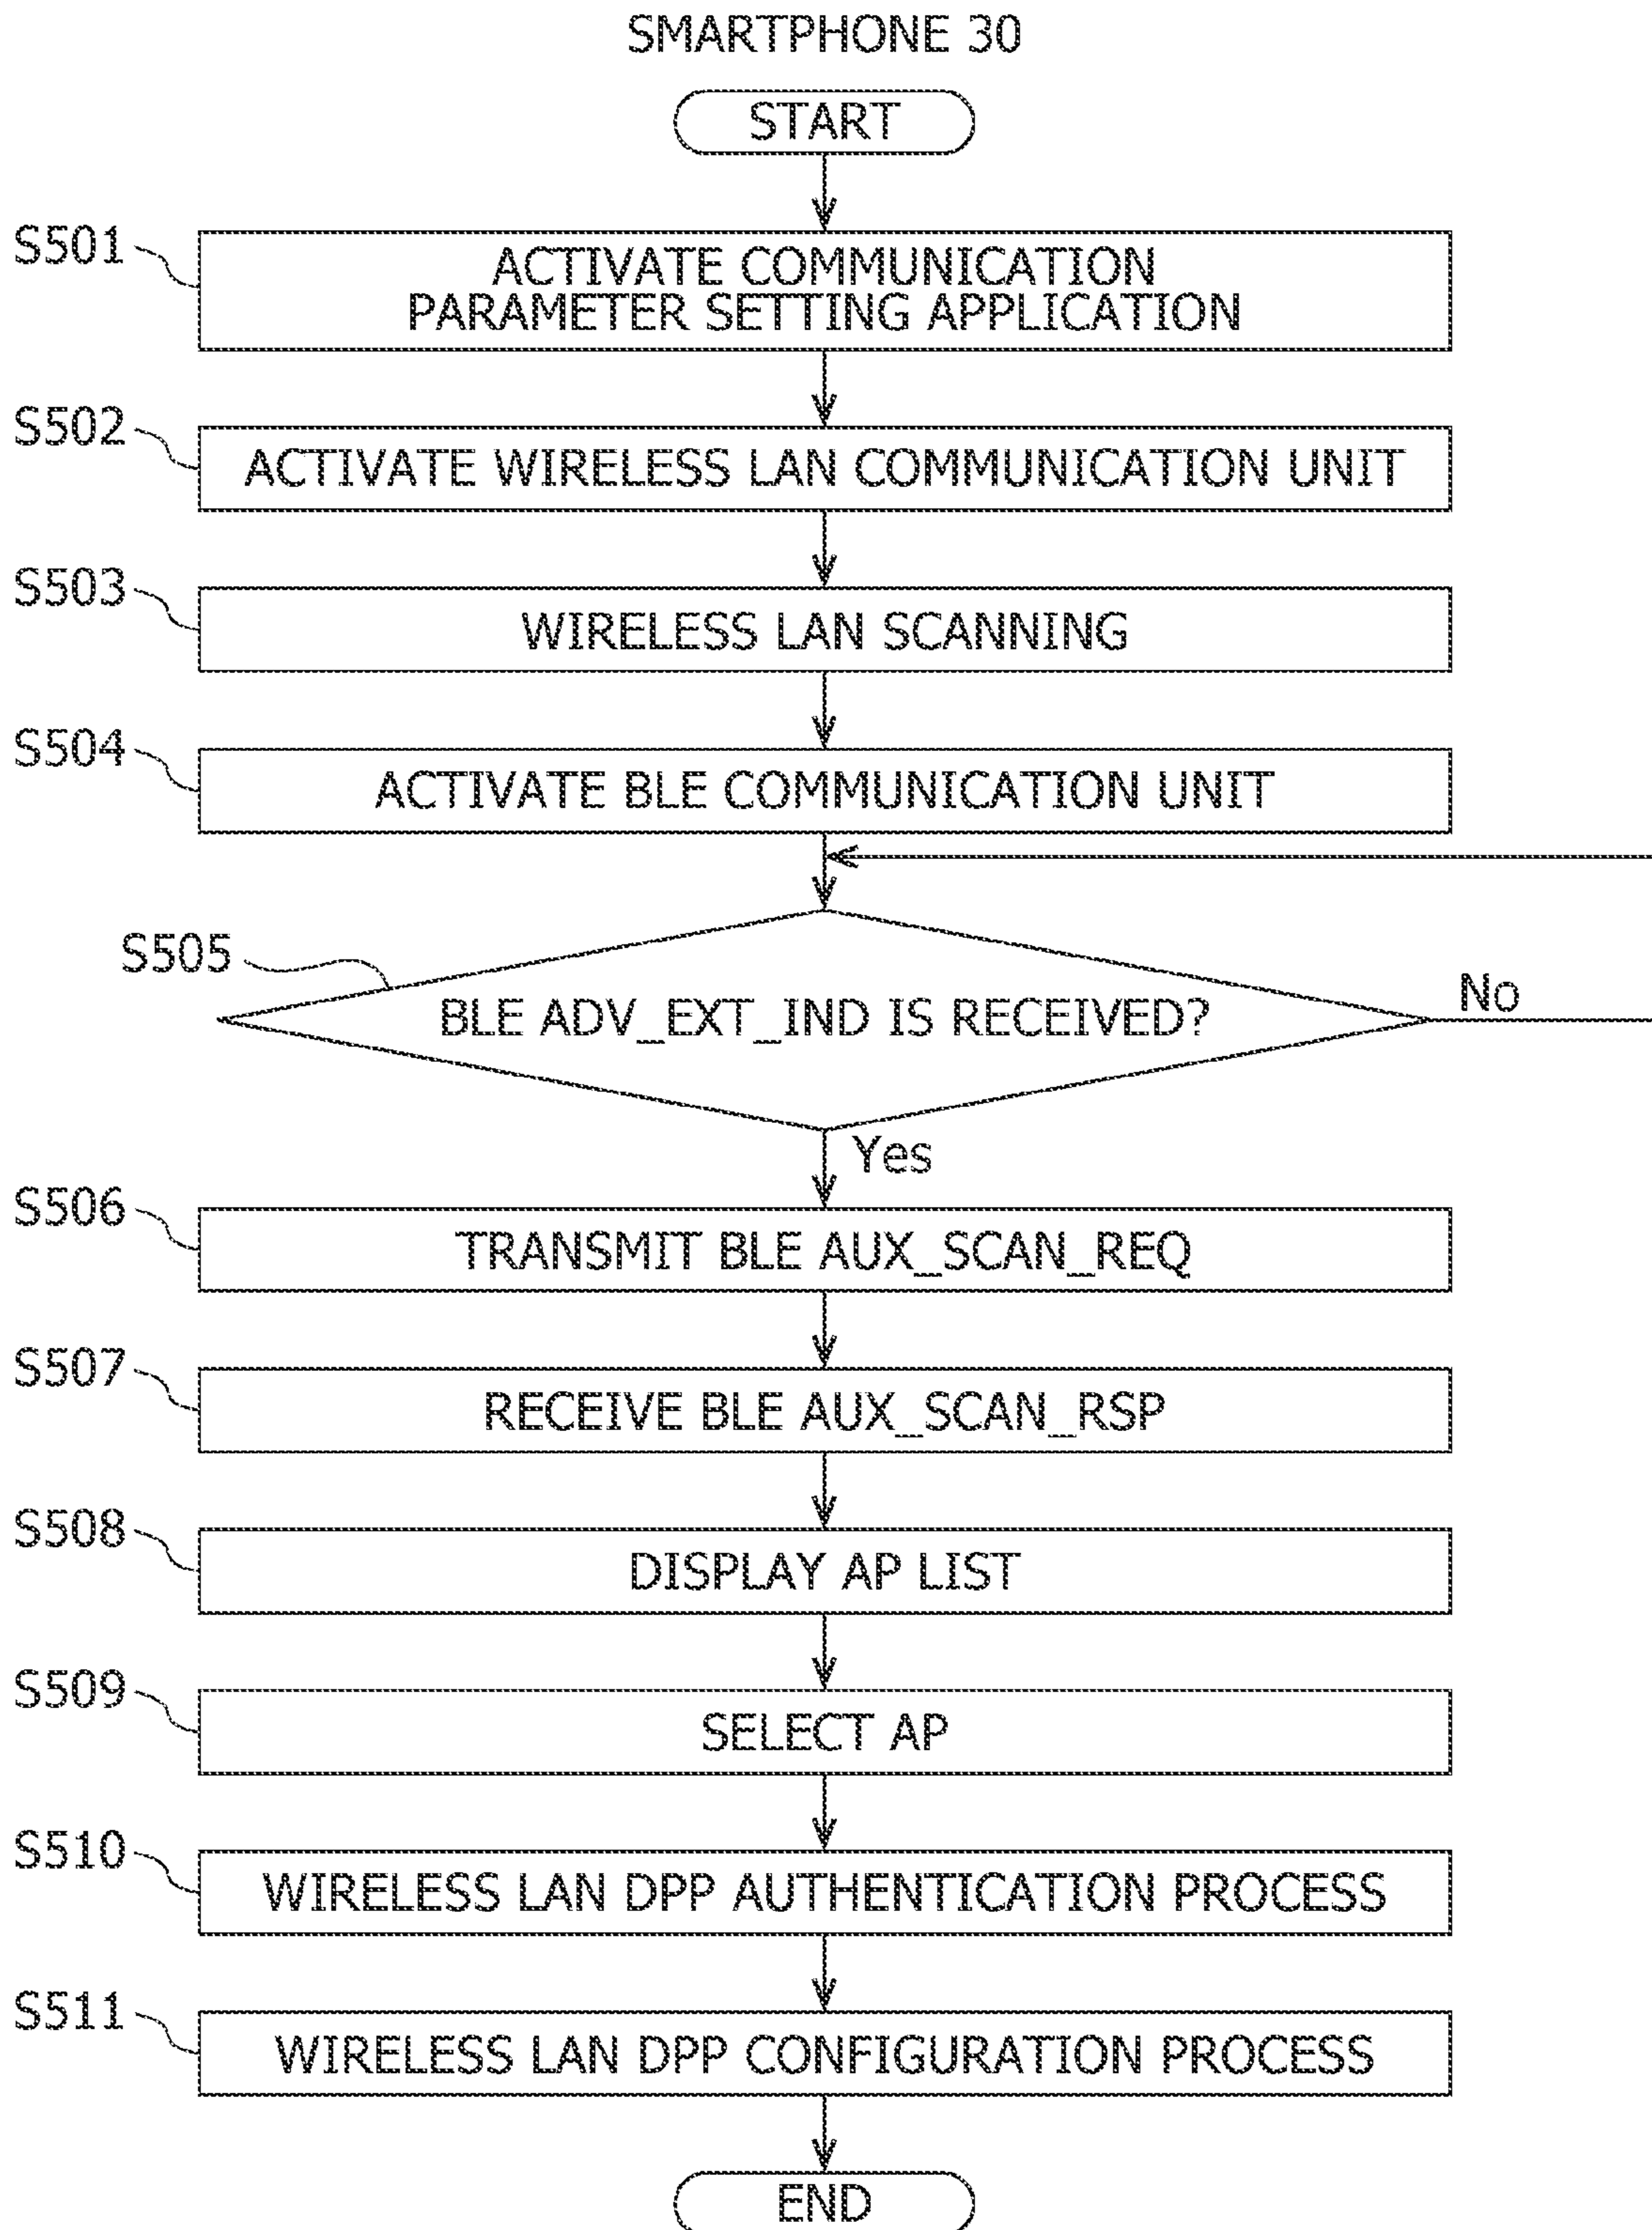 SMARTPHONE 30
START
S501
ACTIVATE COMMUNICATION
PARAMETER SETTING APPLICATION
S502
ACTIVATE WIRELESS LAN COMMUNICATION UNIT
S503
WIRELESS LAN SCANNING
S504
ACTIVATE BLE COMMUNICATION UNIT
S505
BLE ADV_EXT_IND IS RECEIVED?
No
Yes
S506
TRANSMIT BLE AUX_SCAN_REQ
S507
RECEIVE BLE AUX_SCAN_RSP
S508
DISPLAY AP LIST
S509
SELECT AP
S510
WIRELESS LAN DPP AUTHENTICATION PROCESS
S511
WIRELESS LAN DPP CONFIGURATION PROCESS
END